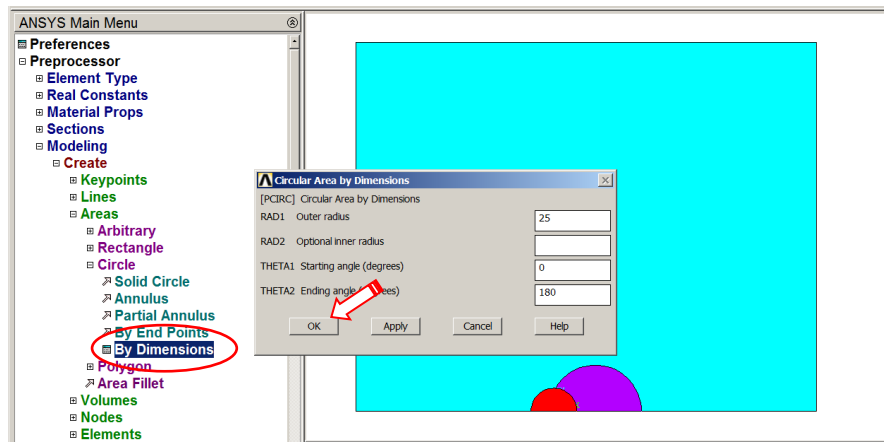 ANSYS Main Menu
Preferences
Preprocessor
Element Type
Real Constants
Material Props
Sections
Modeling
Create
Keypoints
Lines
Areas
Arbitrary
Rectangle
Circle
Solid Circle
Annulus
Partial Annulus
By End Points
By Dimensions
Polygon
Area Fillet
Volumes
Nodes
Elements
Circular Area by Dimensions
[PCIRC] Circular Area by Dimensions
RAD1 Outer radius 25
RAD2 Optional inner radius
THETA1 Starting angle (degrees) 0
THETA2 Ending angle (degrees) 180
OK Apply Cancel Help